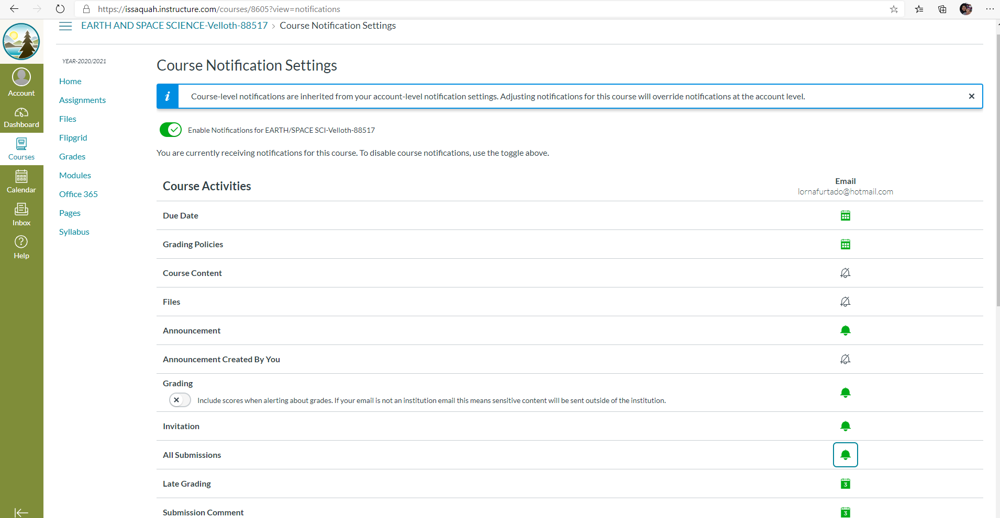 https://issaquah.instructure.com/courses/8605?view=notifications
EARTH AND SPACE SCIENCE-Velloth-88517 › Course Notification Settings
YEAR-2020/2021
Home
Assignments
Files
Flipgrid
Grades
Modules
Office 365
Pages
Syllabus
Account
Dashboard
Courses
Calendar
Inbox
Help
Course Notification Settings
i Course-level notifications are inherited from your account-level notification settings. Adjusting notifications for this course will override notifications at the account level.
Enable Notifications for EARTH/SPACE SCI-Velloth-88517
You are currently receiving notifications for this course. To disable course notifications, use the toggle above.
Course Activities
Email
lornafurtado@hotmail.com
Due Date
Grading Policies
Course Content
Files
Announcement
Announcement Created By You
Grading
Include scores when alerting about grades. If your email is not an institution email this means sensitive content will be sent outside of the institution.
Invitation
All Submissions
Late Grading 3
Submission Comment 3